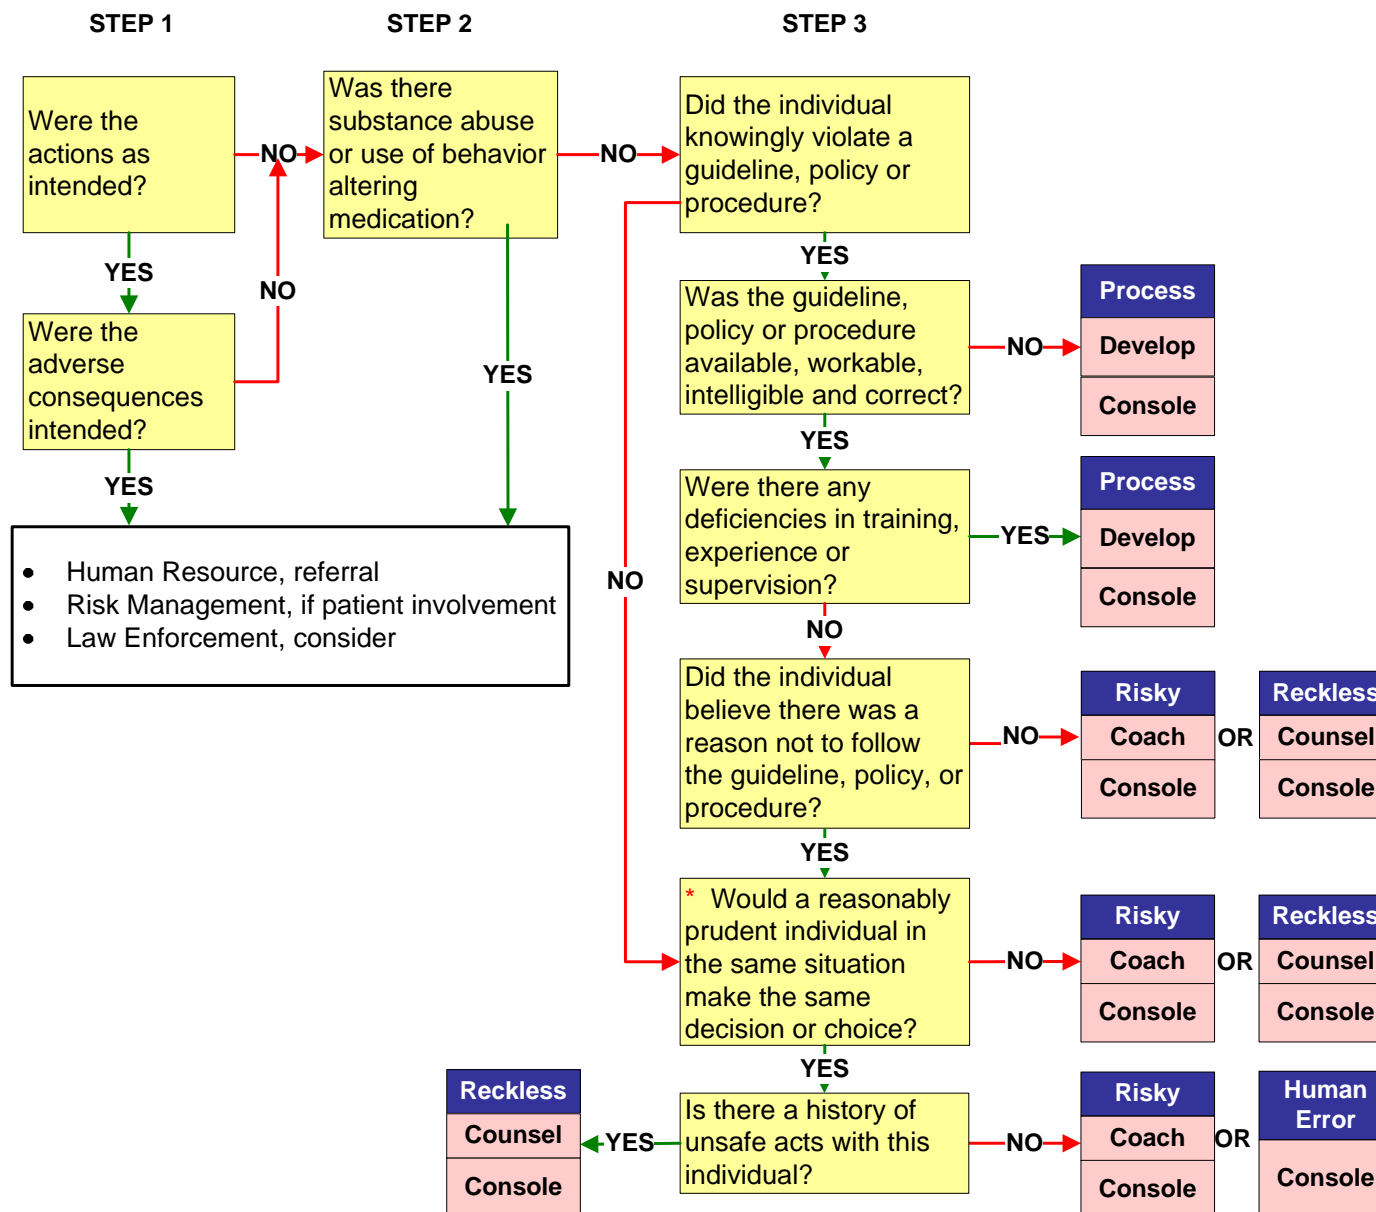 STEP 1
STEP 2
STEP 3
Were the
actions as
intended?
NO
Was there
substance abuse
or use of behavior
altering
medication?
NO
Did the individual
knowingly violate a
guideline, policy or
procedure?
YES
NO
YES
Were the
adverse
consequences
intended?
YES
YES
• Human Resource, referral
• Risk Management, if patient involvement
• Law Enforcement, consider
NO
Was the guideline,
policy or procedure
available, workable,
intelligible and correct?
NO
Process
Develop
Console
YES
Were there any
deficiencies in training,
experience or
supervision?
YES
Process
Develop
Console
NO
Did the individual
believe there was a
reason not to follow
the guideline, policy, or
procedure?
NO
Risky
Coach
Console
OR
Reckless
Counsel
Console
YES
* Would a reasonably
prudent individual in
the same situation
make the same
decision or choice?
NO
Risky
Coach
Console
OR
Reckless
Counsel
Console
YES
Is there a history of
unsafe acts with this
individual?
YES
Reckless
Counsel
Console
NO
Risky
Coach
Console
OR
Human
Error
Console